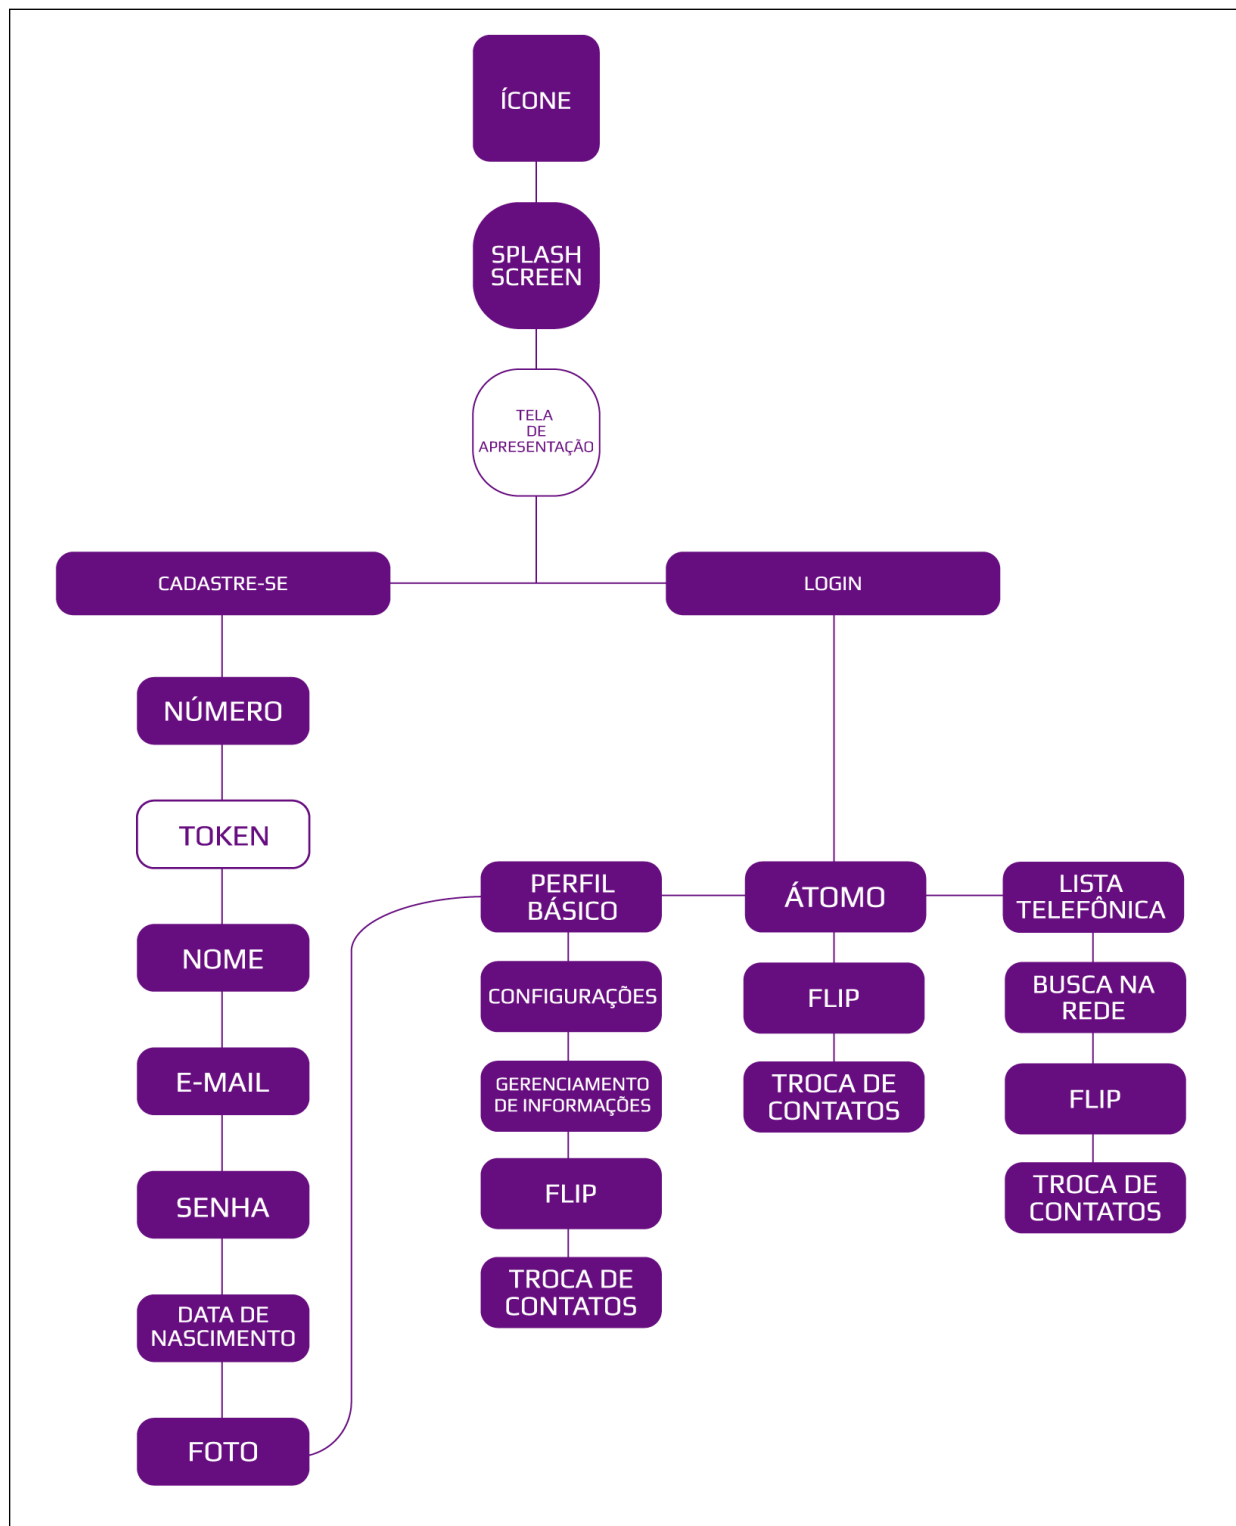 ÍCONE
SPLASH
SCREEN
TELA
DE
APRESENTAÇÃO
CADASTRE-SE
LOGIN
NÚMERO
TOKEN
NOME
E-MAIL
SENHA
DATA DE
NASCIMENTO
FOTO
PERFIL
BÁSICO
CONFIGURAÇÕES
GERENCIAMENTO
DE INFORMAÇÕES
FLIP
TROCA DE
CONTATOS
ÁTOMO
FLIP
TROCA DE
CONTATOS
LISTA
TELEFÔNICA
BUSCA NA
REDE
FLIP
TROCA DE
CONTATOS